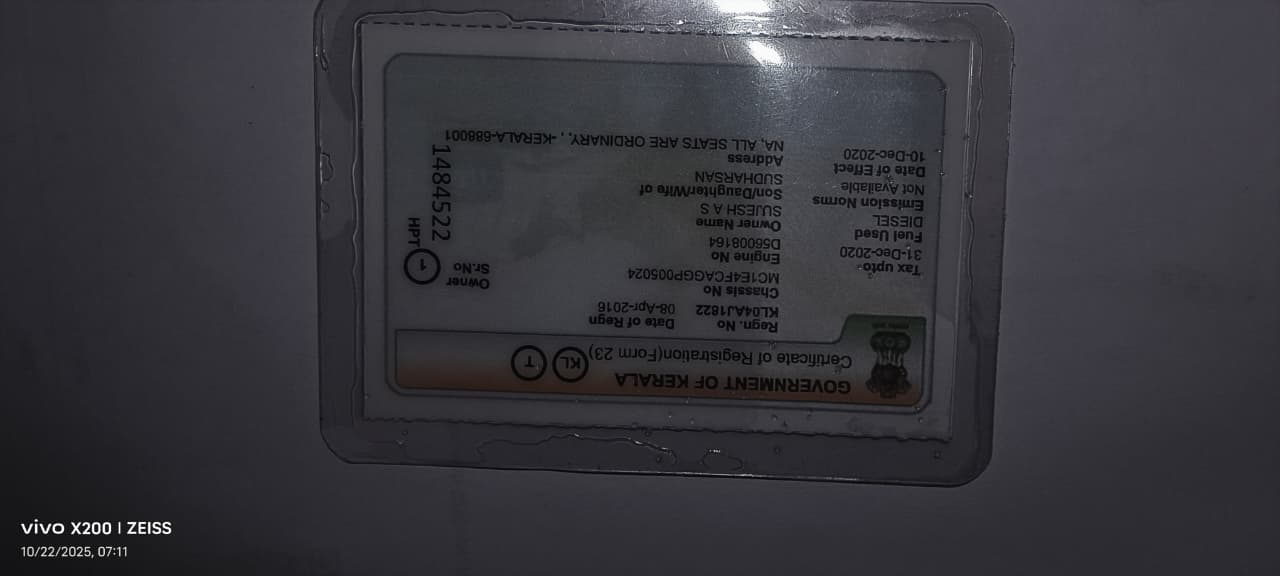 GOVERNMENT OF KERALA
Certificate of Registration(Form 23) KL T
Regn. No. Date of Regn
KL04AJ1822 08-Apr-2016
Chassis No
MC1E4FCAGGP005024
Engine No
D56008164
Owner Name
SUJESH A S
Son/Daughter/Wife of
SUDHARSAN
Address
NA, ALL SEATS ARE ORDINARY, , -KERALA-688001
Tax upto
31-Dec-2020
Fuel Used
DIESEL
Emission Norms
Not Available
Date of Effect
10-Dec-2020
Owner
Sr.No
1
HPT
1484522
vivo X200 | ZEISS
10/22/2025, 07:11